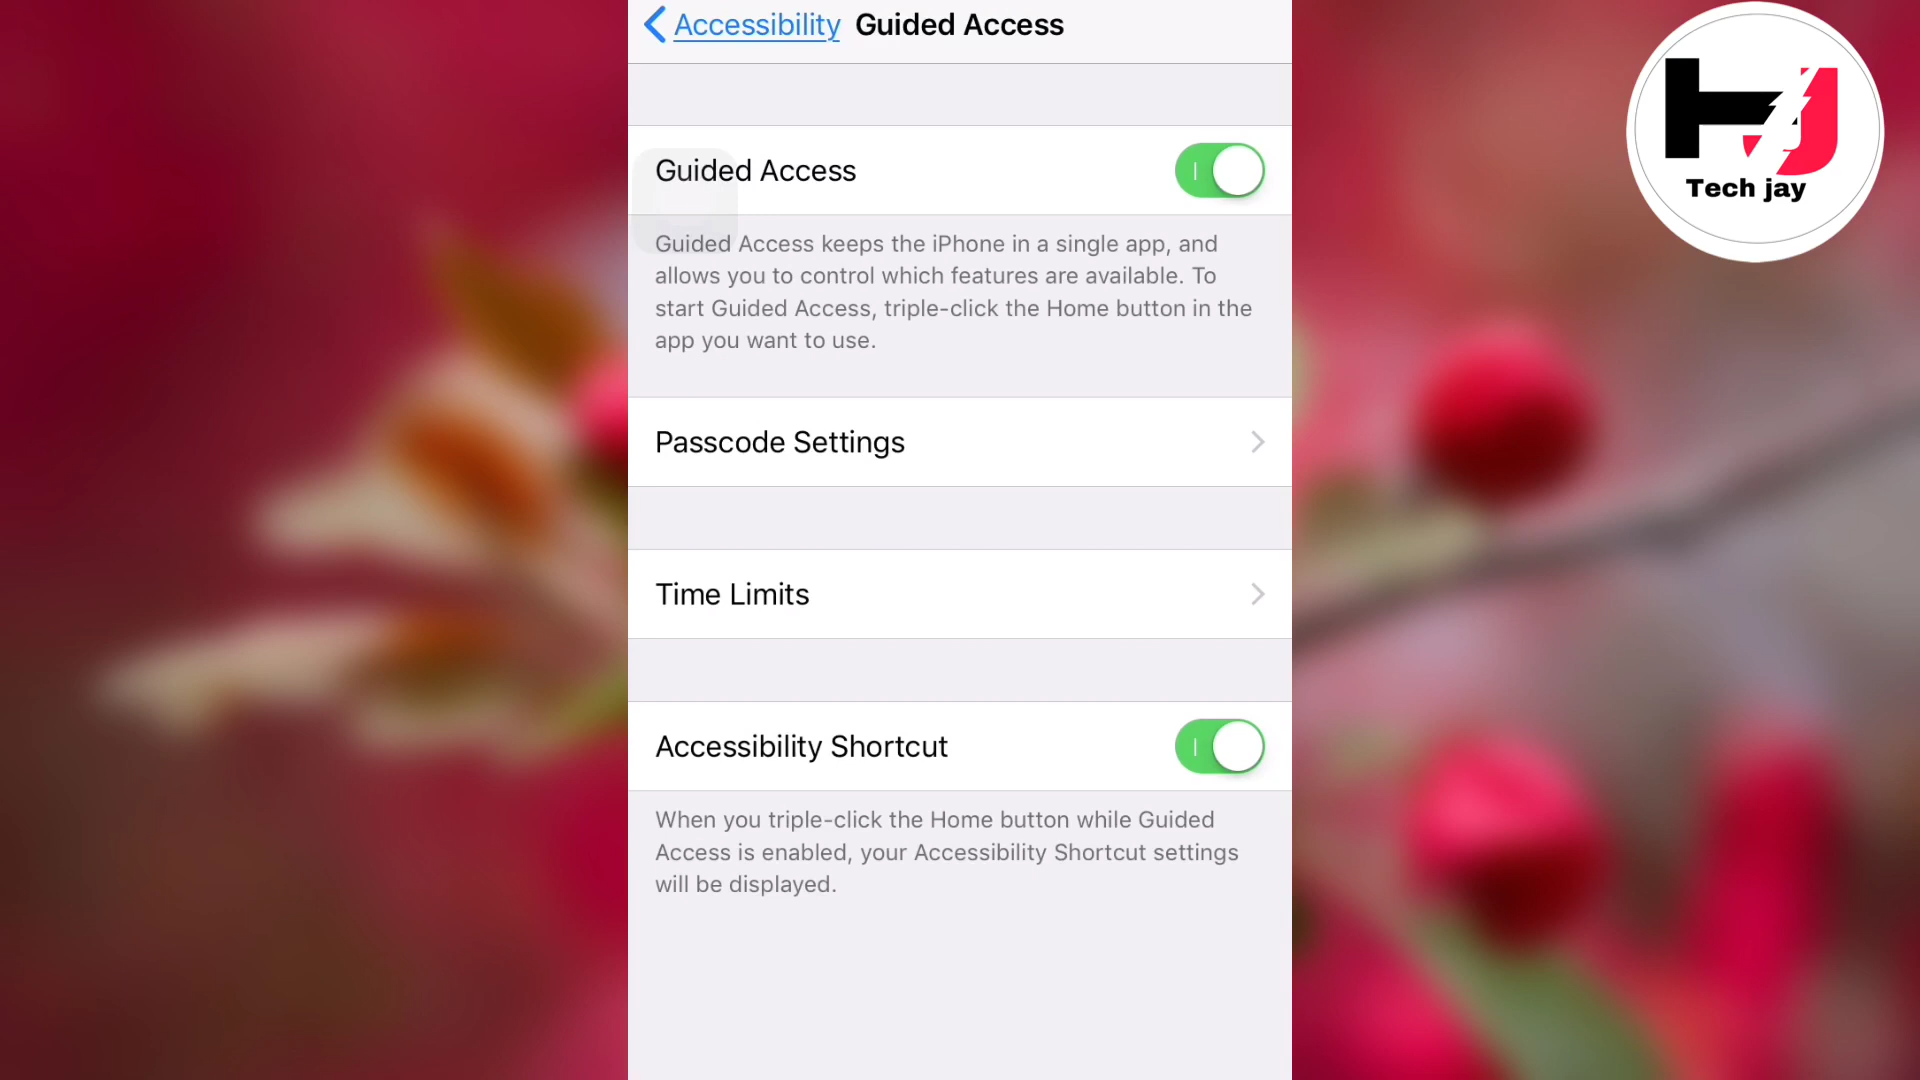 Accessibility Guided Access
Guided Access
Guided Access keeps the iPhone in a single app, and
allows you to control which features are available. To
start Guided Access, triple-click the Home button in the
app you want to use.
Passcode Settings
Time Limits
Accessibility Shortcut
When you triple-click the Home button while Guided
Access is enabled, your Accessibility Shortcut settings
will be displayed.
HJ
Tech jay